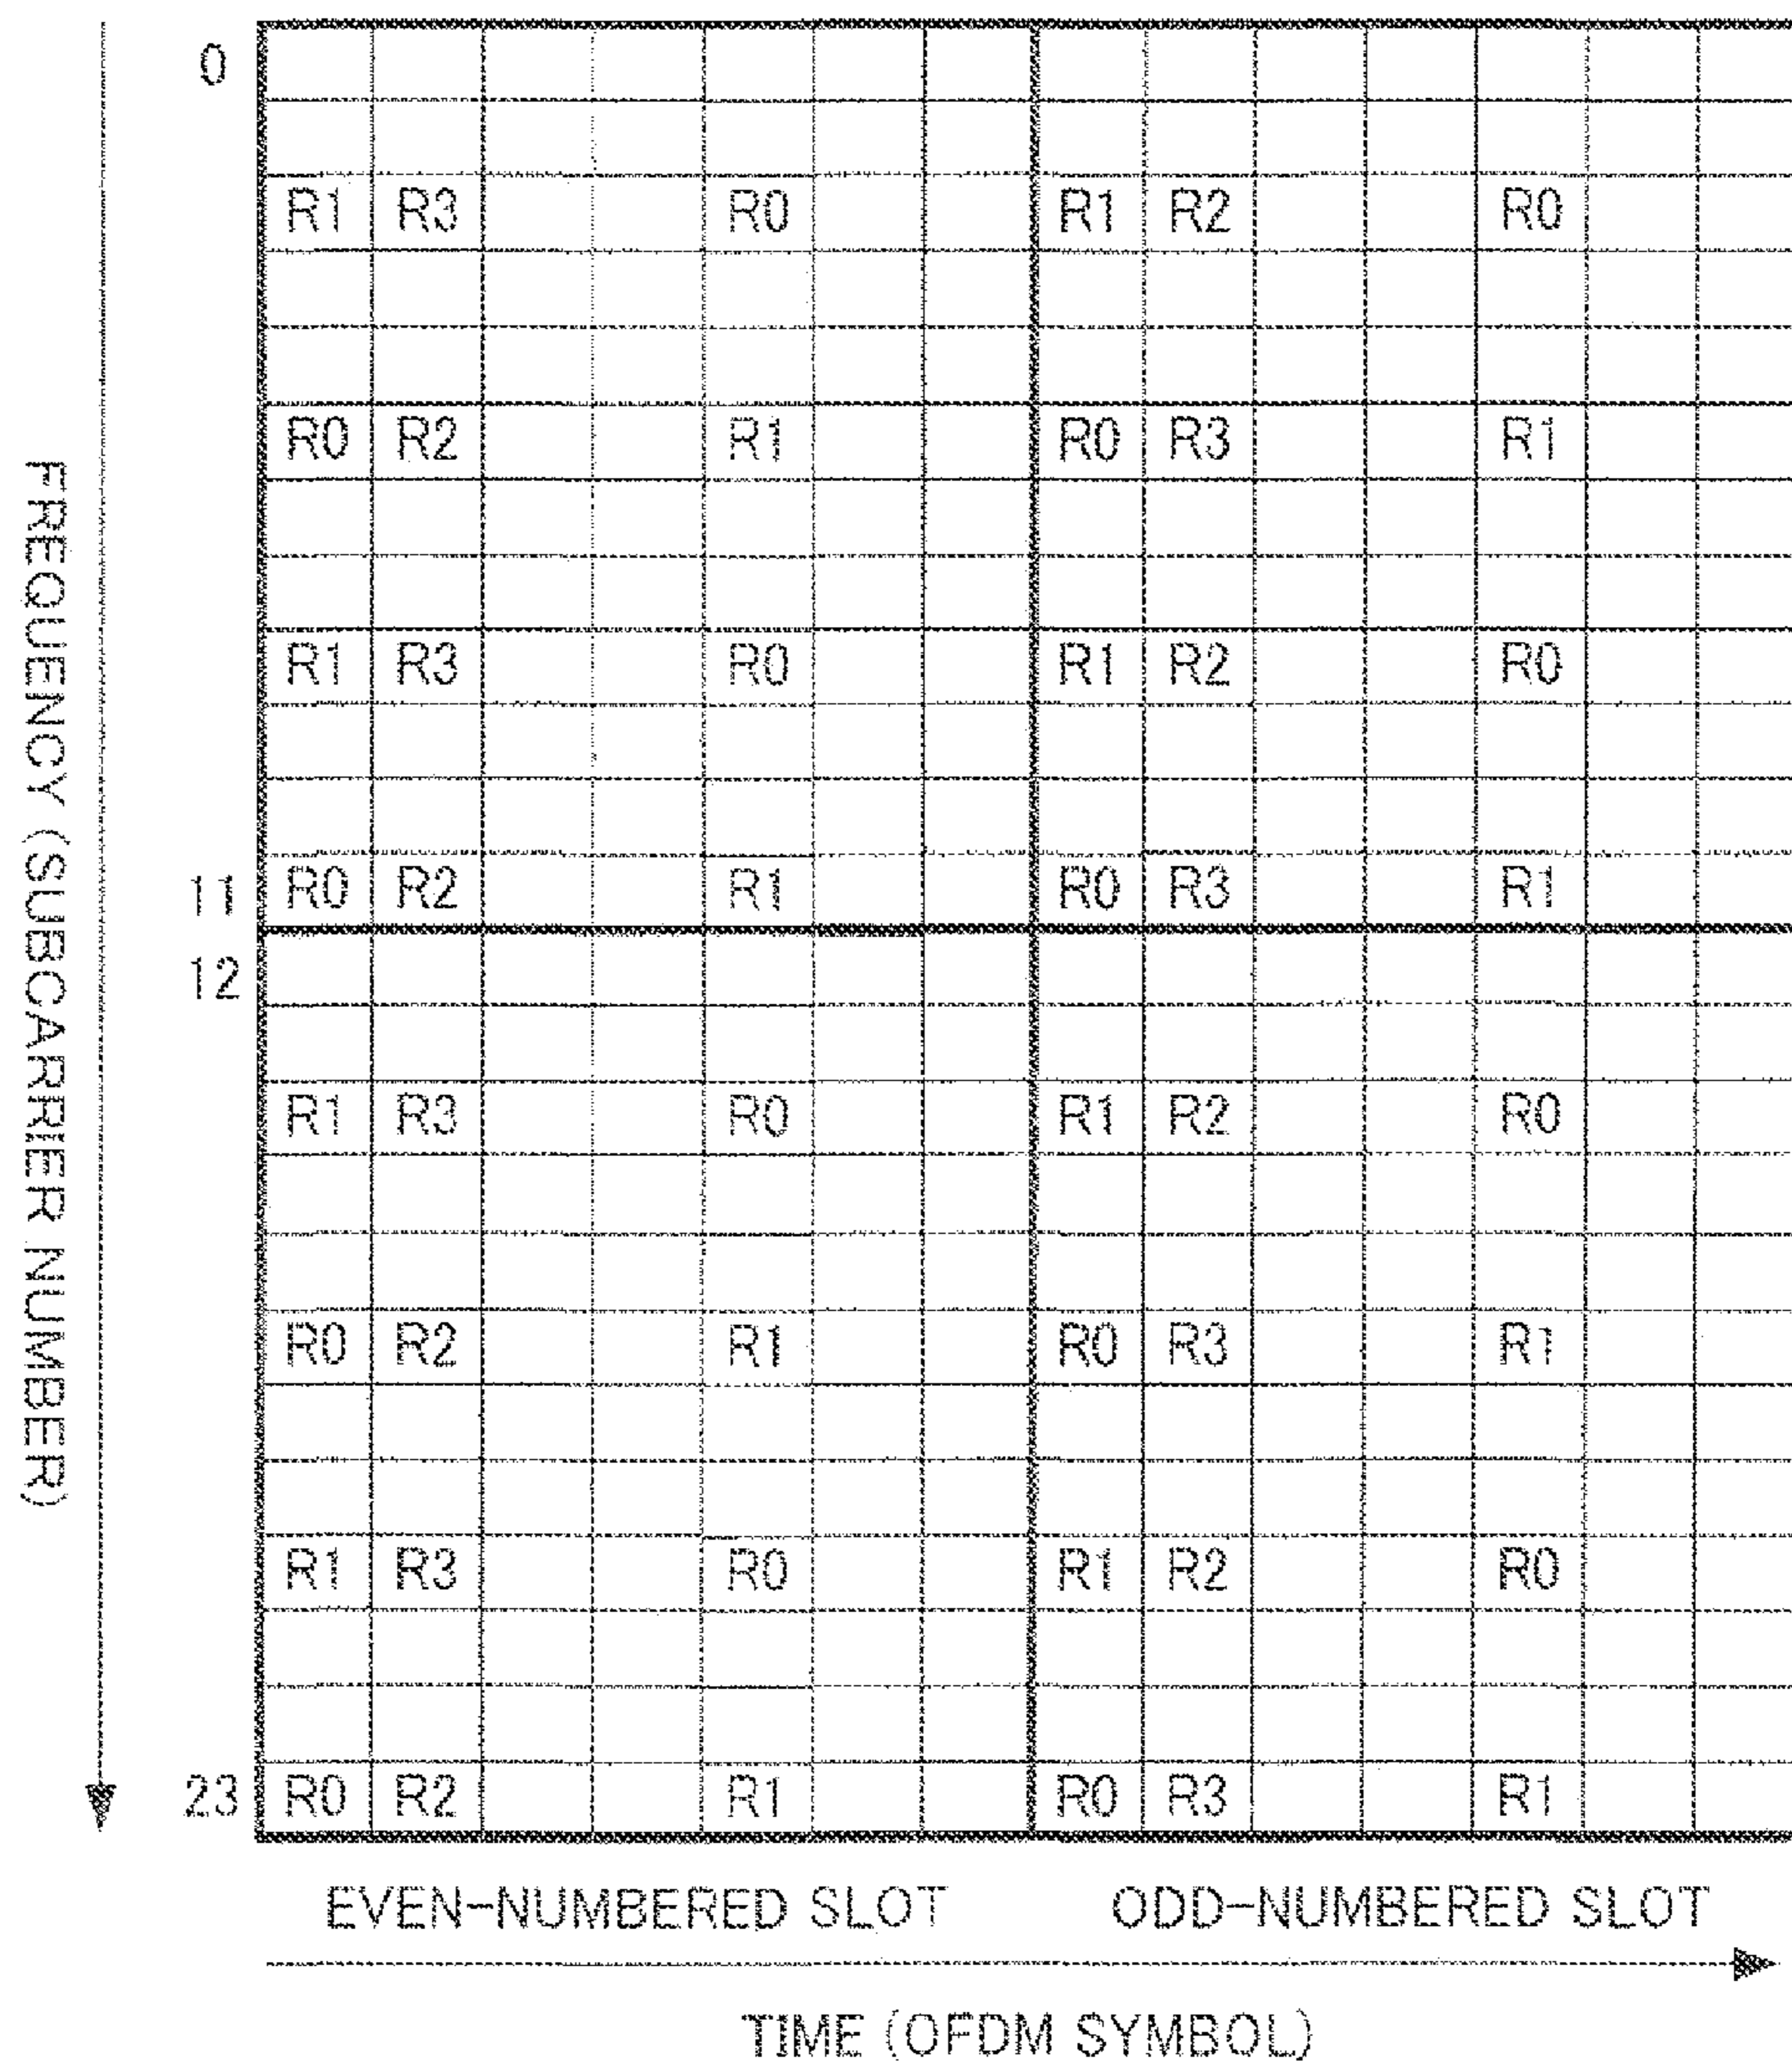 0
R1 R3 R0 R1 R2 R0
R0 R2 R1 R0 R3 R1
R1 R3 R0 R1 R2 R0
11 R0 R2 R1 R0 R3 R1
12
R1 R3 R0 R1 R2 R0
R0 R2 R1 R0 R3 R1
R1 R3 R0 R1 R2 R0
23 R0 R2 R1 R0 R3 R1
FREQUENCY (SUBCARRIER NUMBER)
EVEN-NUMBERED SLOT ODD-NUMBERED SLOT
TIME (OFDM SYMBOL)